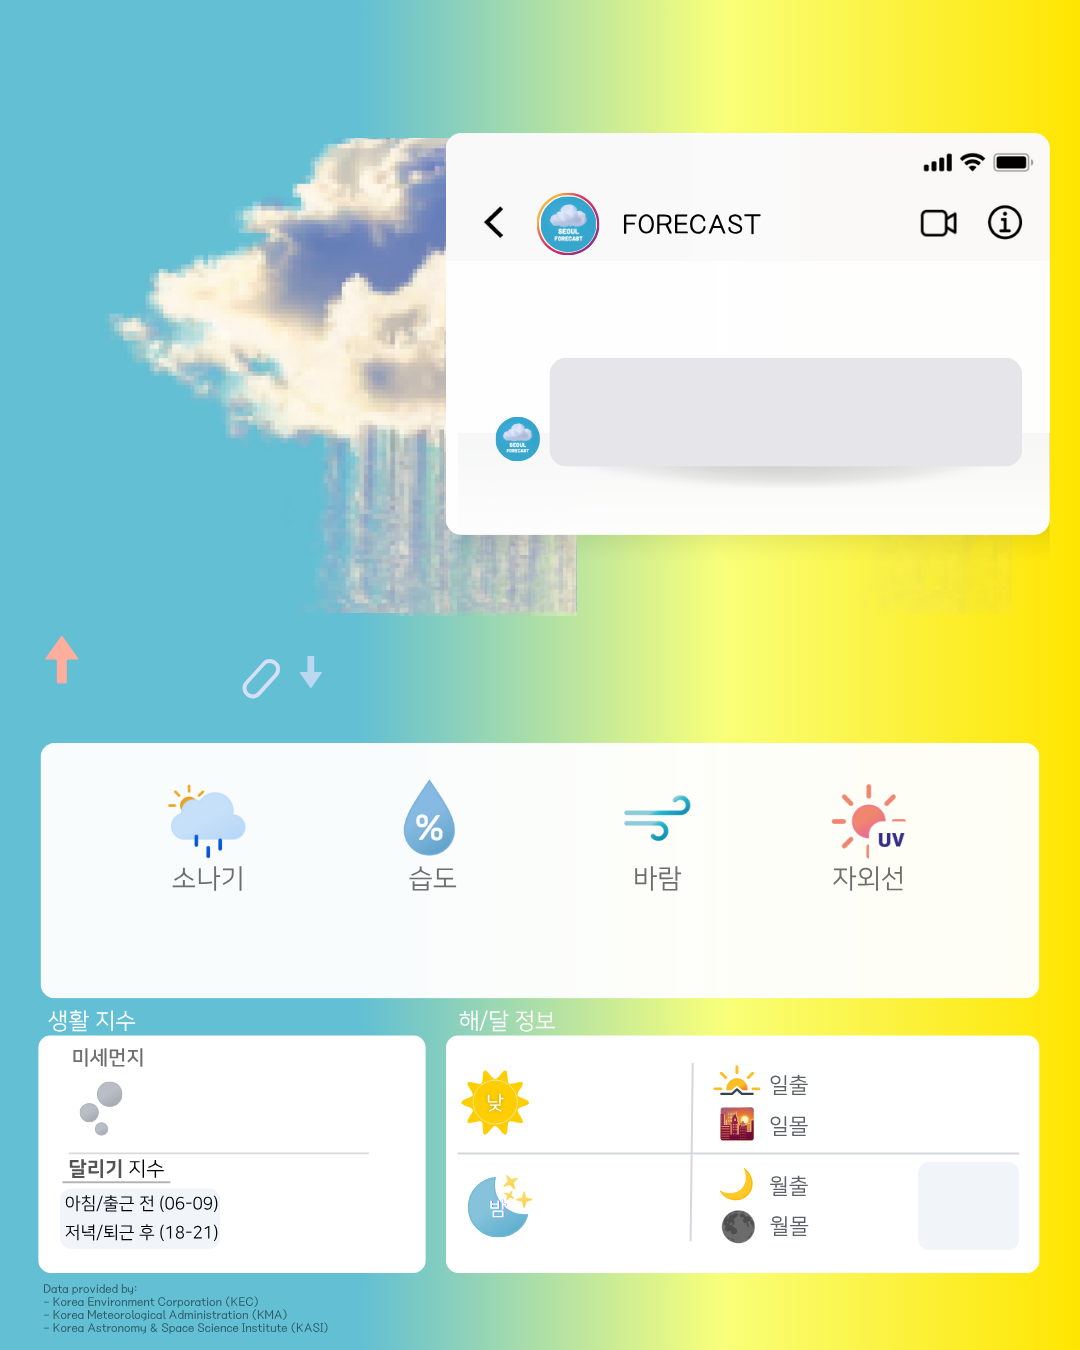 FORECAST
SEOUL
FORECAST
SEOUL
FORECAST
%
UV
소나기
습도
바람
자외선
생활 지수
해/달 정보
미세먼지
달리기 지수
아침/출근 전 (06-09)
저녁/퇴근 후 (18-21)
낮
일출
일몰
밤
월출
월몰
Data provided by:
- Korea Environment Corporation (KEC)
- Korea Meteorological Administration (KMA)
- Korea Astronomy & Space Science Institute (KASI)